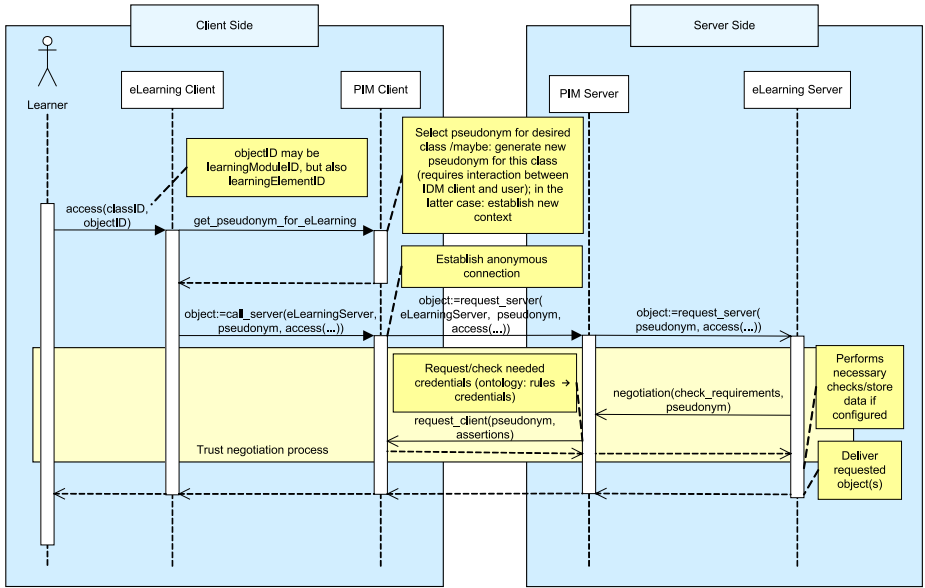 Client Side
Server Side
Learner
eLearning Client
PIM Client
PIM Server
eLearning Server
objectID may be
learningModuleID, but also
learningElementID
Select pseudonym for desired
class /maybe: generate new
pseudonym for this class
(requires interaction between
IDM client and user); in the
latter case: establish new
context
access(classID,
objectID)
get_pseudonym_for_eLearning
Establish anonymous
connection
object:=call_server(eLearningServer,
pseudonym, access(...))
object:=request_server(
eLearningServer, pseudonym,
access(...))
object:=request_server(
pseudonym, access(...))
Request/check needed
credentials (ontology: rules →
credentials)
Performs
necessary
checks/store
data if
configured
negotiation(check_requirements,
pseudonym)
request_client(pseudonym,
assertions)
Trust negotiation process
Deliver
requested
object(s)